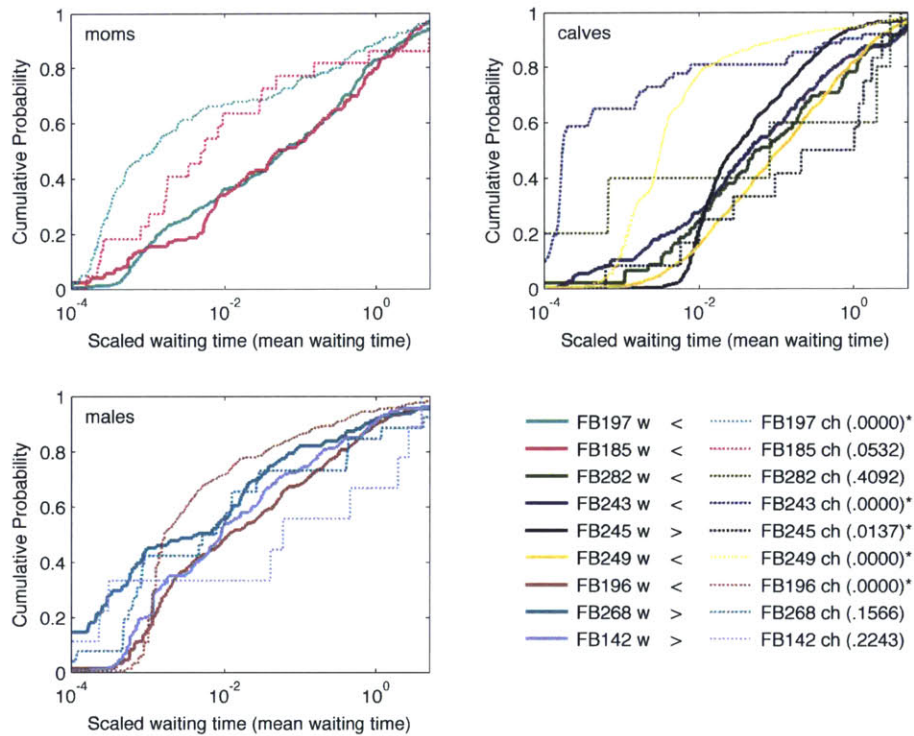 moms
Cumulative Probability
1
0.8
0.6
0.4
0.2
0
10^-4
10^-2
10^0
Scaled waiting time (mean waiting time)
calves
Cumulative Probability
1
0.8
0.6
0.4
0.2
0
10^-4
10^-2
10^0
Scaled waiting time (mean waiting time)
males
Cumulative Probability
1
0.8
0.6
0.4
0.2
0
10^-4
10^-2
10^0
Scaled waiting time (mean waiting time)
FB197 w < FB197 ch (.0000)*
FB185 w < FB185 ch (.0532)
FB282 w < FB282 ch (.4092)
FB243 w < FB243 ch (.0000)*
FB245 w > FB245 ch (.0137)*
FB249 w < FB249 ch (.0000)*
FB196 w < FB196 ch (.0000)*
FB268 w > FB268 ch (.1566)
FB142 w > FB142 ch (.2243)